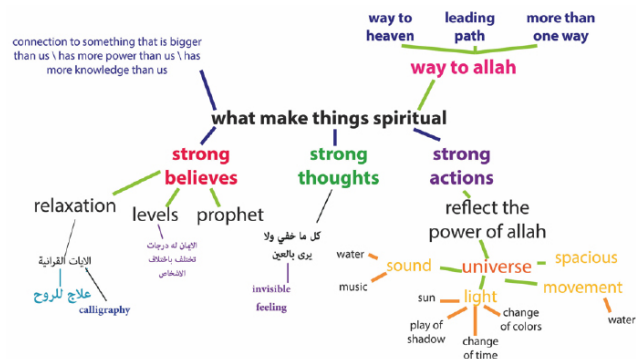 way to
heaven
leading
path
more than
one way
connection to something that is bigger
than us \ has more power than us \ has
more knowledge than us
way to allah
what make things spiritual
strong
believes
strong
thoughts
strong
actions
relaxation
levels
prophet
reflect the
power of allah
كل ما خفي ولا
يرى بالعين
الايمان له درجات
تختلف باختلاف
الاشخاص
الايات القرانية
علاج للروح
calligraphy
invisible
feeling
water
music
sound
universe
spacious
movement
water
light
sun
play of
shadow
change
of time
change
of colors